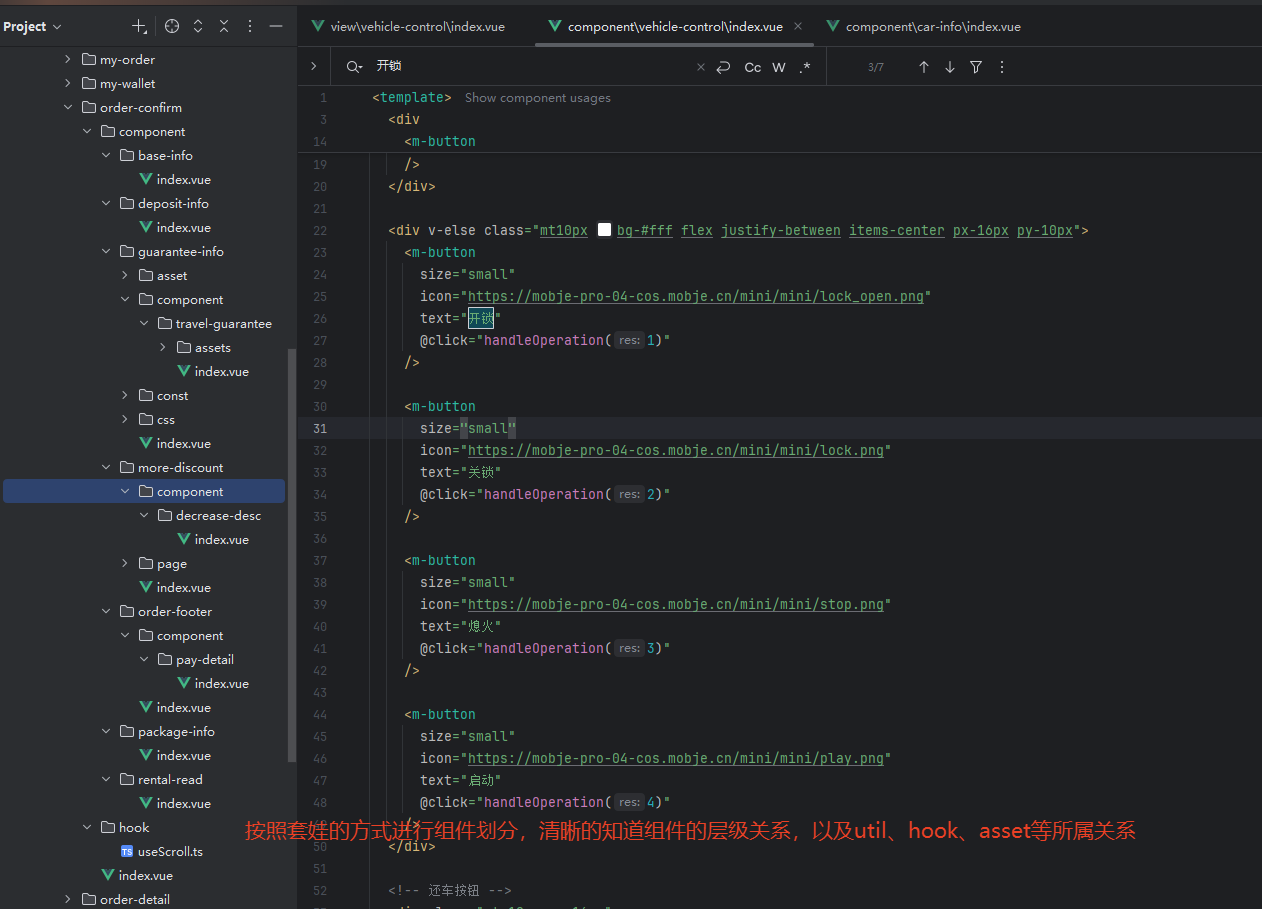 Project
my-order
my-wallet
order-confirm
component
base-info
index.vue
deposit-info
index.vue
guarantee-info
asset
component
travel-guarantee
assets
index.vue
const
css
index.vue
more-discount
component
decrease-desc
index.vue
page
index.vue
order-footer
component
pay-detail
index.vue
index.vue
package-info
index.vue
rental-read
index.vue
hook
TS useScroll.ts
index.vue
order-detail
view\vehicle-control\index.vue
component\vehicle-control\index.vue
component\car-info\index.vue
开锁
Cc W .* 3/7
1 <template> Show component usages
3 <div
14 <m-button
19 />
20 </div>
21
22 <div v-else class="mt10px bg-#fff flex justify-between items-center px-16px py-10px">
23 <m-button
24 size="small"
25 icon="https://mobje-pro-04-cos.mobje.cn/mini/mini/lock_open.png"
26 text="开锁"
27 @click="handleOperation( res: 1)"
28 />
29
30 <m-button
31 size="small"
32 icon="https://mobje-pro-04-cos.mobje.cn/mini/mini/lock.png"
33 text="关锁"
34 @click="handleOperation( res: 2)"
35 />
36
37 <m-button
38 size="small"
39 icon="https://mobje-pro-04-cos.mobje.cn/mini/mini/stop.png"
40 text="熄火"
41 @click="handleOperation( res: 3)"
42 />
43
44 <m-button
45 size="small"
46 icon="https://mobje-pro-04-cos.mobje.cn/mini/mini/play.png"
47 text="启动"
48 @click="handleOperation( res: 4)"
按照套娃的方式进行组件划分，清晰的知道组件的层级关系，以及util、hook、asset等所属关系
50 </div>
51
52 <!-- 还车按钮 -->